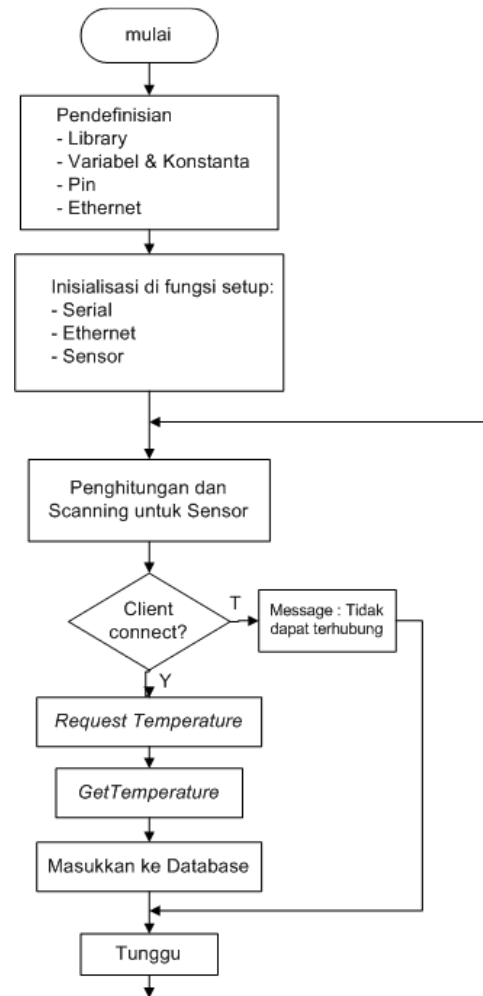 mulai
Pendefinisian
- Library
- Variabel & Konstanta
- Pin
- Ethernet
Inisialisasi di fungsi setup:
- Serial
- Ethernet
- Sensor
Penghitungan dan
Scanning untuk Sensor
Client
connect?
T
Message : Tidak
dapat terhubung
Y
Request Temperature
GetTemperature
Masukkan ke Database
Tunggu